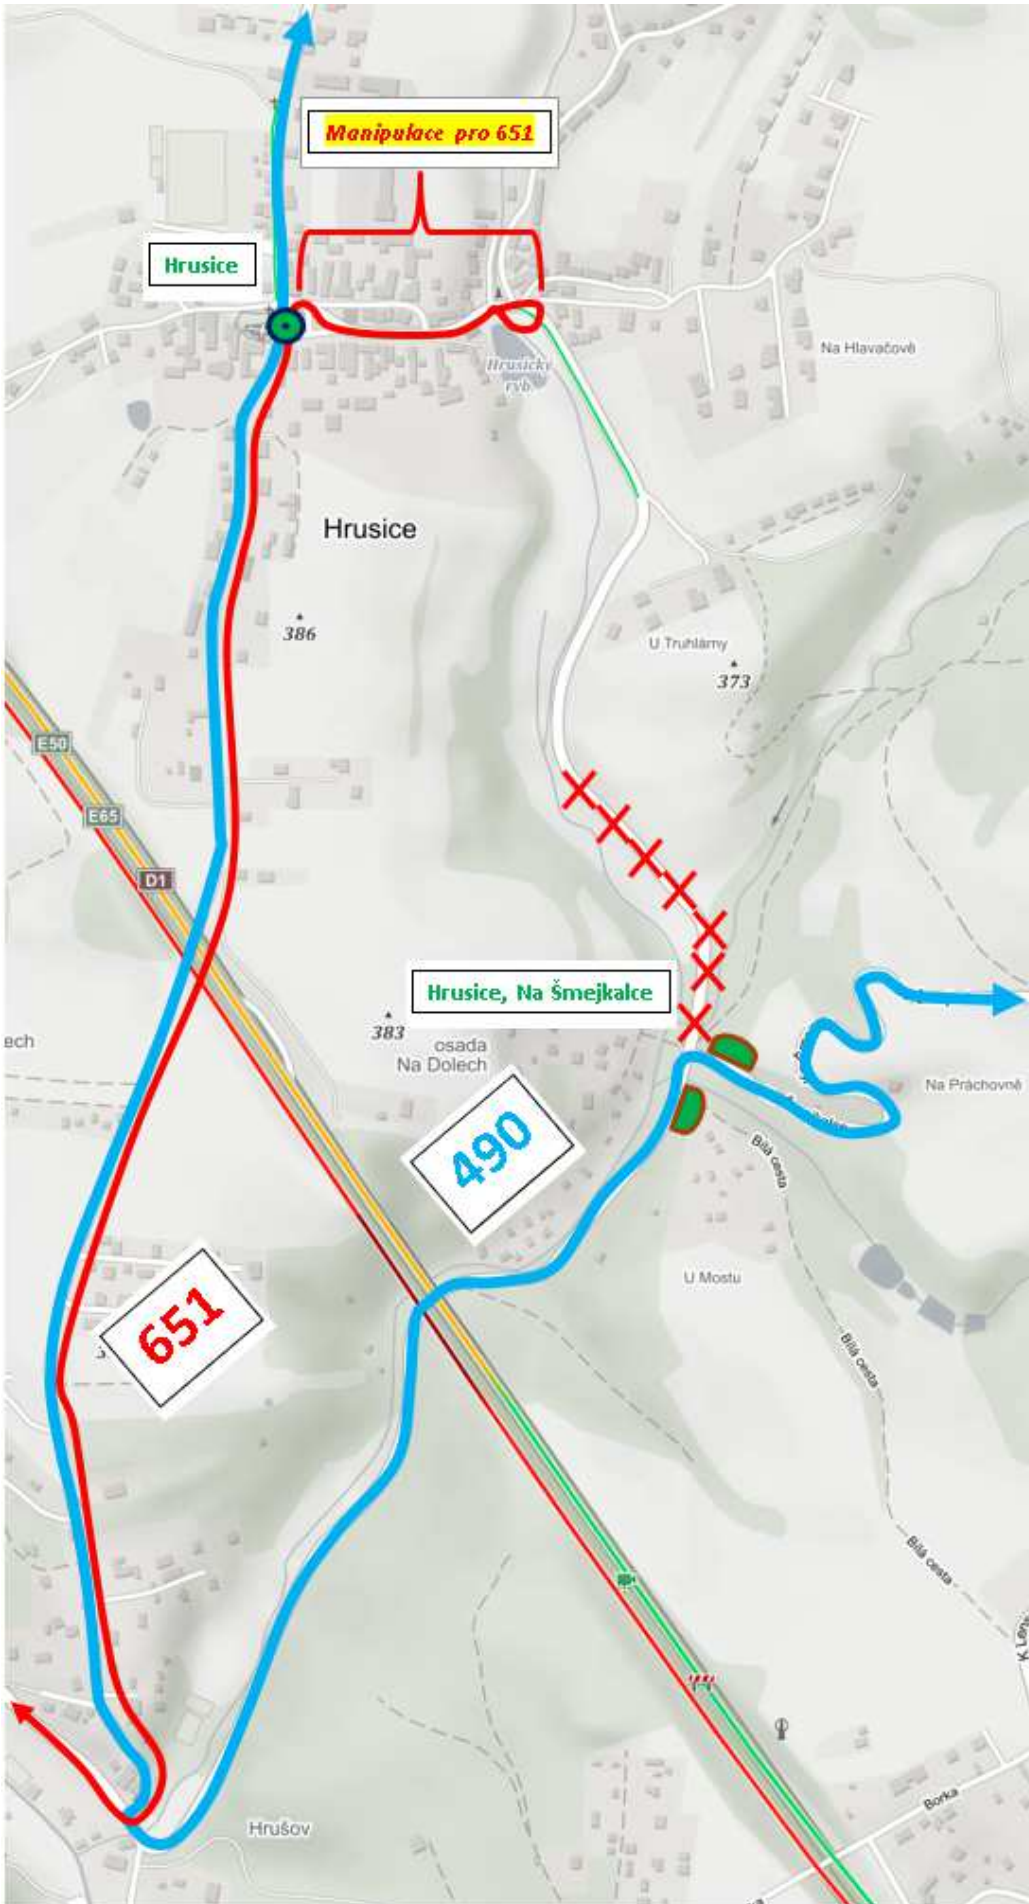 Manipulace pro 651
Hrusice
Na Hlavačově
Hrusický
ryb.
Hrusice
386
U Truhlárny
373
E50
E65
D1
Hrusice, Na Šmejkalce
383
osada
Na Dolech
ech
Na Práchovně
490
Bílá cesta
U Mostu
651
Bílá cesta
Bílá cesta
Borka
Hrušov